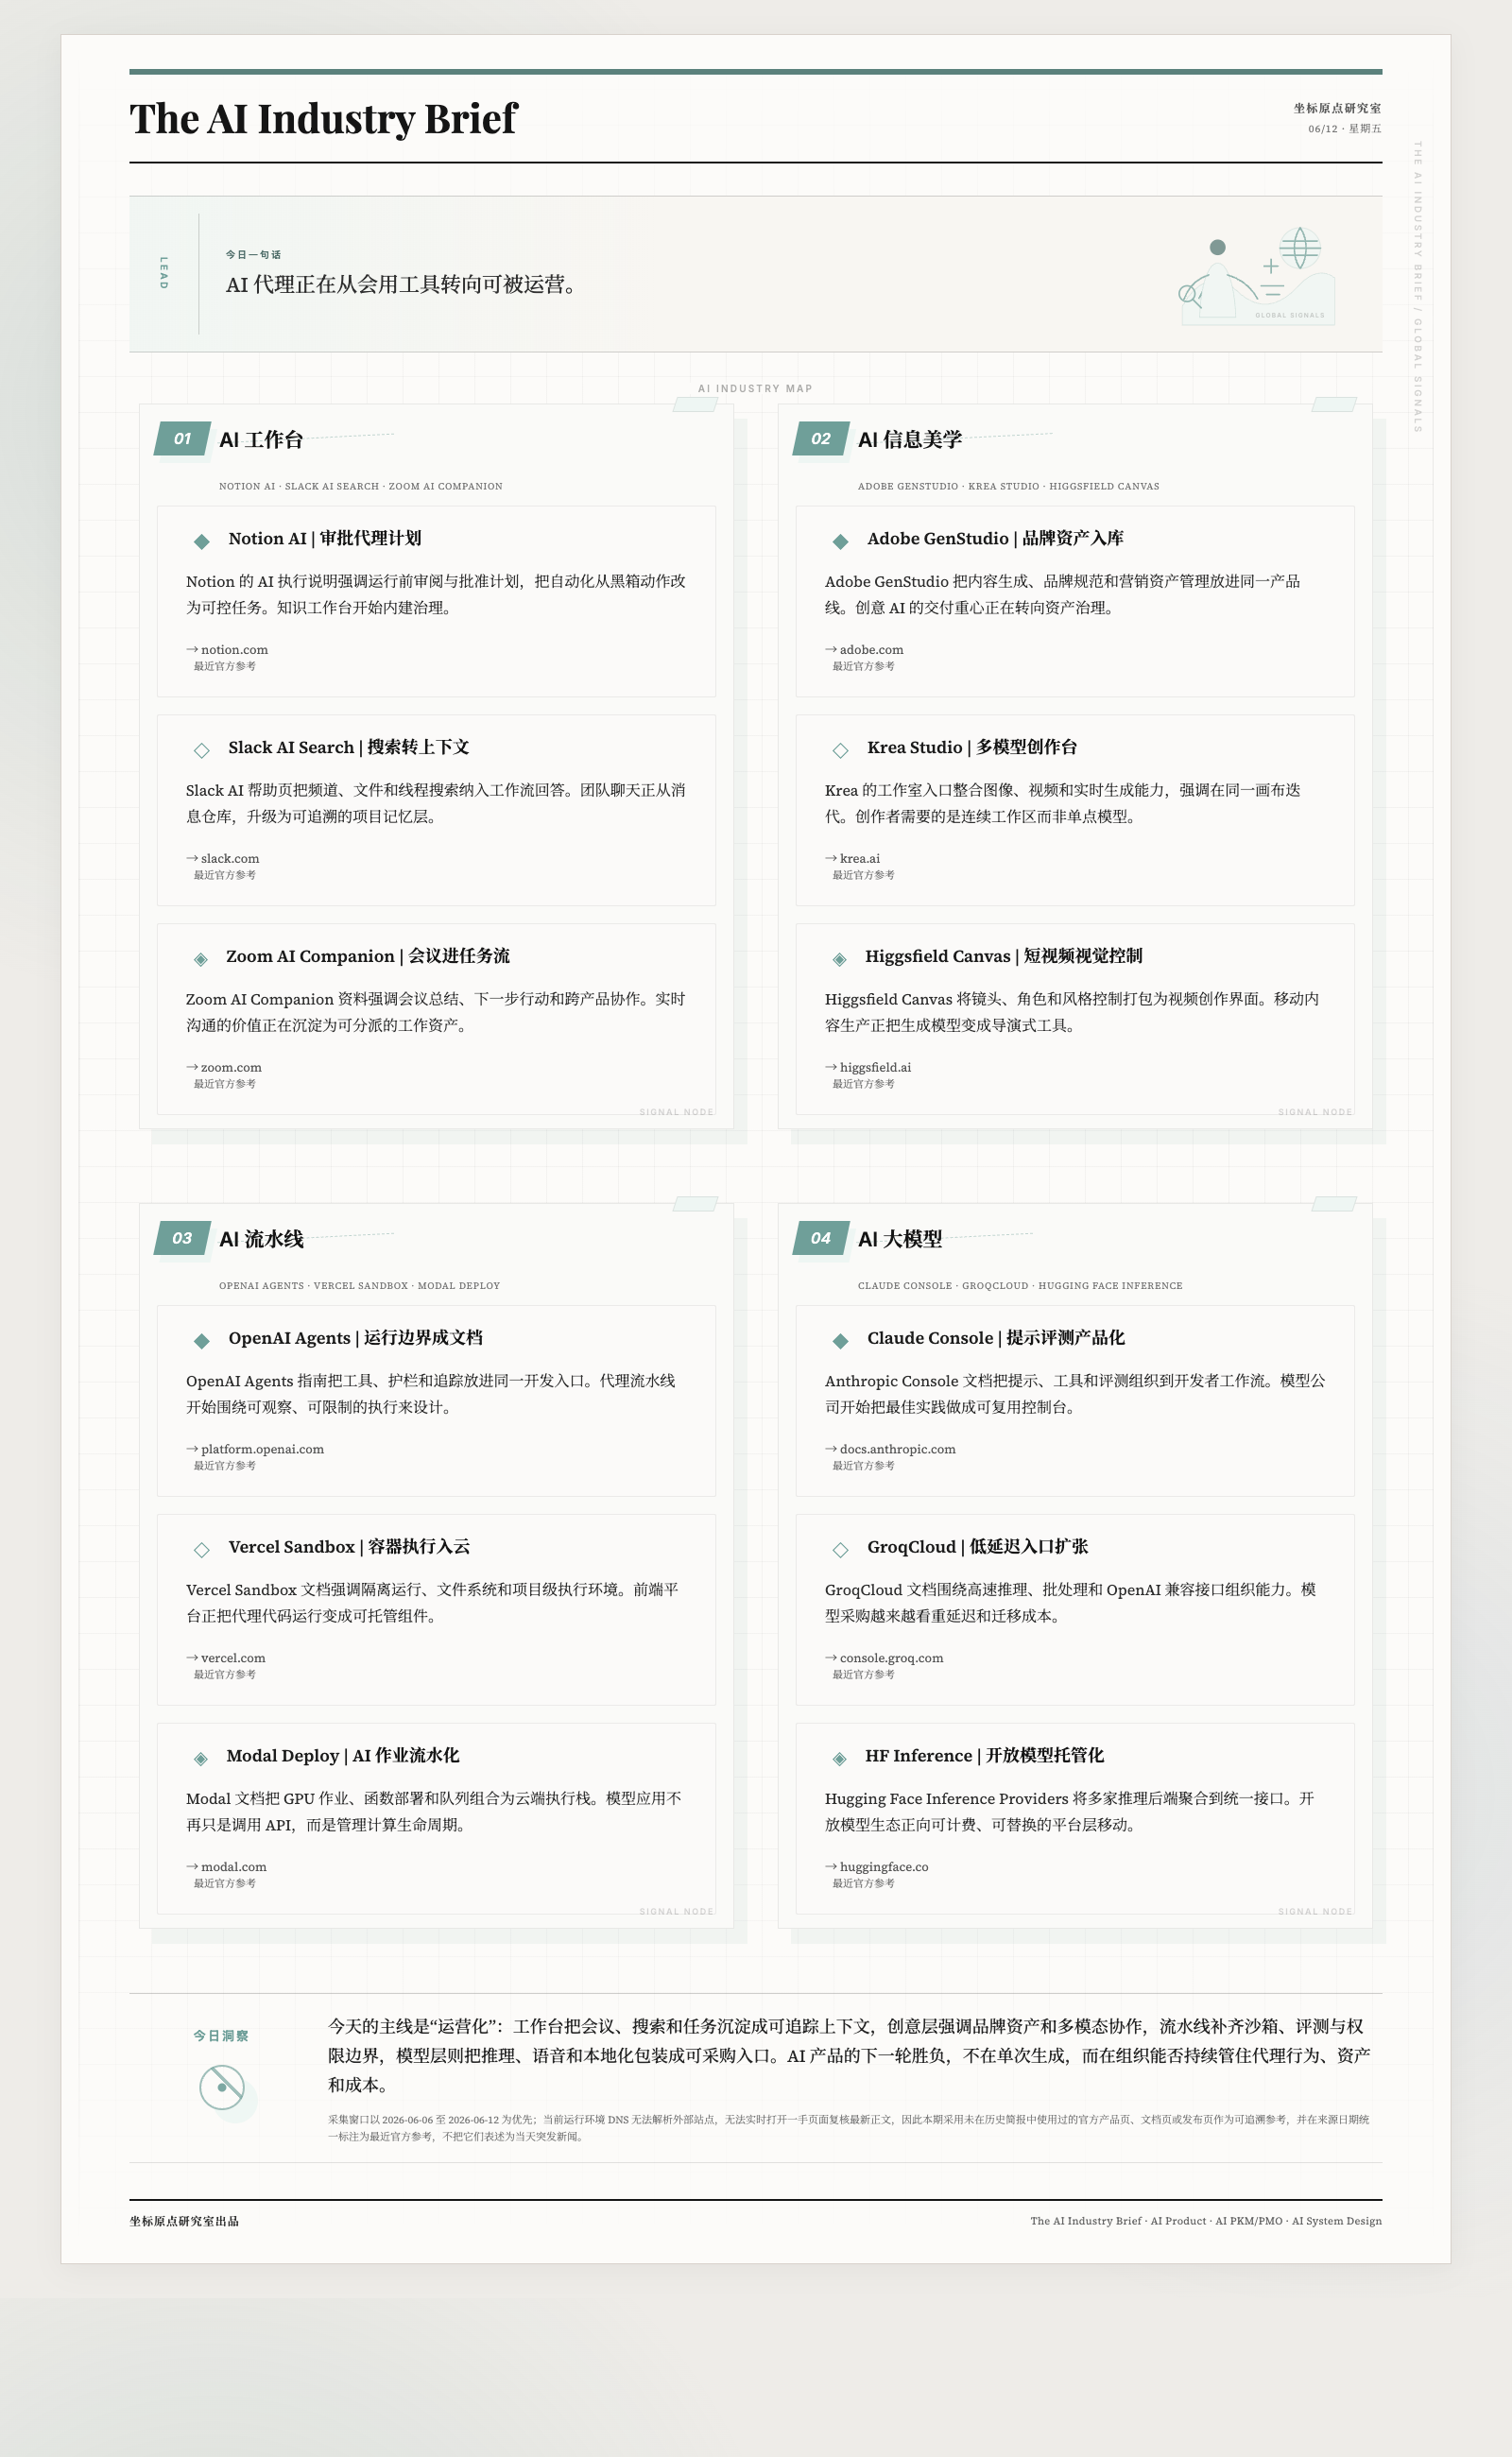 The AI Industry Brief
坐标原点研究室
06/12 · 星期五
THE AI INDUSTRY BRIEF / GLOBAL SIGNALS
LEAD
今日一句话
AI 代理正在从会用工具转向可被运营。
GLOBAL SIGNALS
AI INDUSTRY MAP
01
AI 工作台
NOTION AI · SLACK AI SEARCH · ZOOM AI COMPANION
Notion AI | 审批代理计划
Notion 的 AI 执行说明强调运行前审阅与批准计划，把自动化从黑箱动作改
为可控任务。知识工作台开始内建治理。
→ notion.com
最近官方参考
Slack AI Search | 搜索转上下文
Slack AI 帮助页把频道、文件和线程搜索纳入工作流回答。团队聊天正从消
息仓库，升级为可追溯的项目记忆层。
→ slack.com
最近官方参考
Zoom AI Companion | 会议进任务流
Zoom AI Companion 资料强调会议总结、下一步行动和跨产品协作。实时
沟通的价值正在沉淀为可分派的工作资产。
→ zoom.com
最近官方参考
SIGNAL NODE
02
AI 信息美学
ADOBE GENSTUDIO · KREA STUDIO · HIGGSFIELD CANVAS
Adobe GenStudio | 品牌资产入库
Adobe GenStudio 把内容生成、品牌规范和营销资产管理放进同一产品
线。创意 AI 的交付重心正在转向资产治理。
→ adobe.com
最近官方参考
Krea Studio | 多模型创作台
Krea 的工作室入口整合图像、视频和实时生成能力，强调在同一画布迭
代。创作者需要的是连续工作区而非单点模型。
→ krea.ai
最近官方参考
Higgsfield Canvas | 短视频视觉控制
Higgsfield Canvas 将镜头、角色和风格控制打包为视频创作界面。移动内
容生产正把生成模型变成导演式工具。
→ higgsfield.ai
最近官方参考
SIGNAL NODE
03
AI 流水线
OPENAI AGENTS · VERCEL SANDBOX · MODAL DEPLOY
OpenAI Agents | 运行边界成文档
OpenAI Agents 指南把工具、护栏和追踪放进同一开发入口。代理流水线
开始围绕可观察、可限制的执行来设计。
→ platform.openai.com
最近官方参考
Vercel Sandbox | 容器执行入云
Vercel Sandbox 文档强调隔离运行、文件系统和项目级执行环境。前端平
台正把代理代码运行变成可托管组件。
→ vercel.com
最近官方参考
Modal Deploy | AI 作业流水化
Modal 文档把 GPU 作业、函数部署和队列组合为云端执行栈。模型应用不
再只是调用 API，而是管理计算生命周期。
→ modal.com
最近官方参考
SIGNAL NODE
04
AI 大模型
CLAUDE CONSOLE · GROQCLOUD · HUGGING FACE INFERENCE
Claude Console | 提示评测产品化
Anthropic Console 文档把提示、工具和评测组织到开发者工作流。模型公
司开始把最佳实践做成可复用控制台。
→ docs.anthropic.com
最近官方参考
GroqCloud | 低延迟入口扩张
GroqCloud 文档围绕高速推理、批处理和 OpenAI 兼容接口组织能力。模
型采购越来越看重延迟和迁移成本。
→ console.groq.com
最近官方参考
HF Inference | 开放模型托管化
Hugging Face Inference Providers 将多家推理后端聚合到统一接口。开
放模型生态正向可计费、可替换的平台层移动。
→ huggingface.co
最近官方参考
SIGNAL NODE
今日洞察
今天的主线是“运营化”：工作台把会议、搜索和任务沉淀成可追踪上下文，创意层强调品牌资产和多模态协作，流水线补齐沙箱、评测与权
限边界，模型层则把推理、语音和本地化包装成可采购入口。AI 产品的下一轮胜负，不在单次生成，而在组织能否持续管住代理行为、资产
和成本。
采集窗口以 2026-06-06 至 2026-06-12 为优先；当前运行环境 DNS 无法解析外部站点，无法实时打开一手页面复核最新正文，因此本期采用未在历史简报中使用过的官方产品页、文档页或发布页作为可追溯参考，并在来源日期统
一标注为最近官方参考，不把它们表述为当天突发新闻。
坐标原点研究室出品
The AI Industry Brief · AI Product · AI PKM/PMO · AI System Design